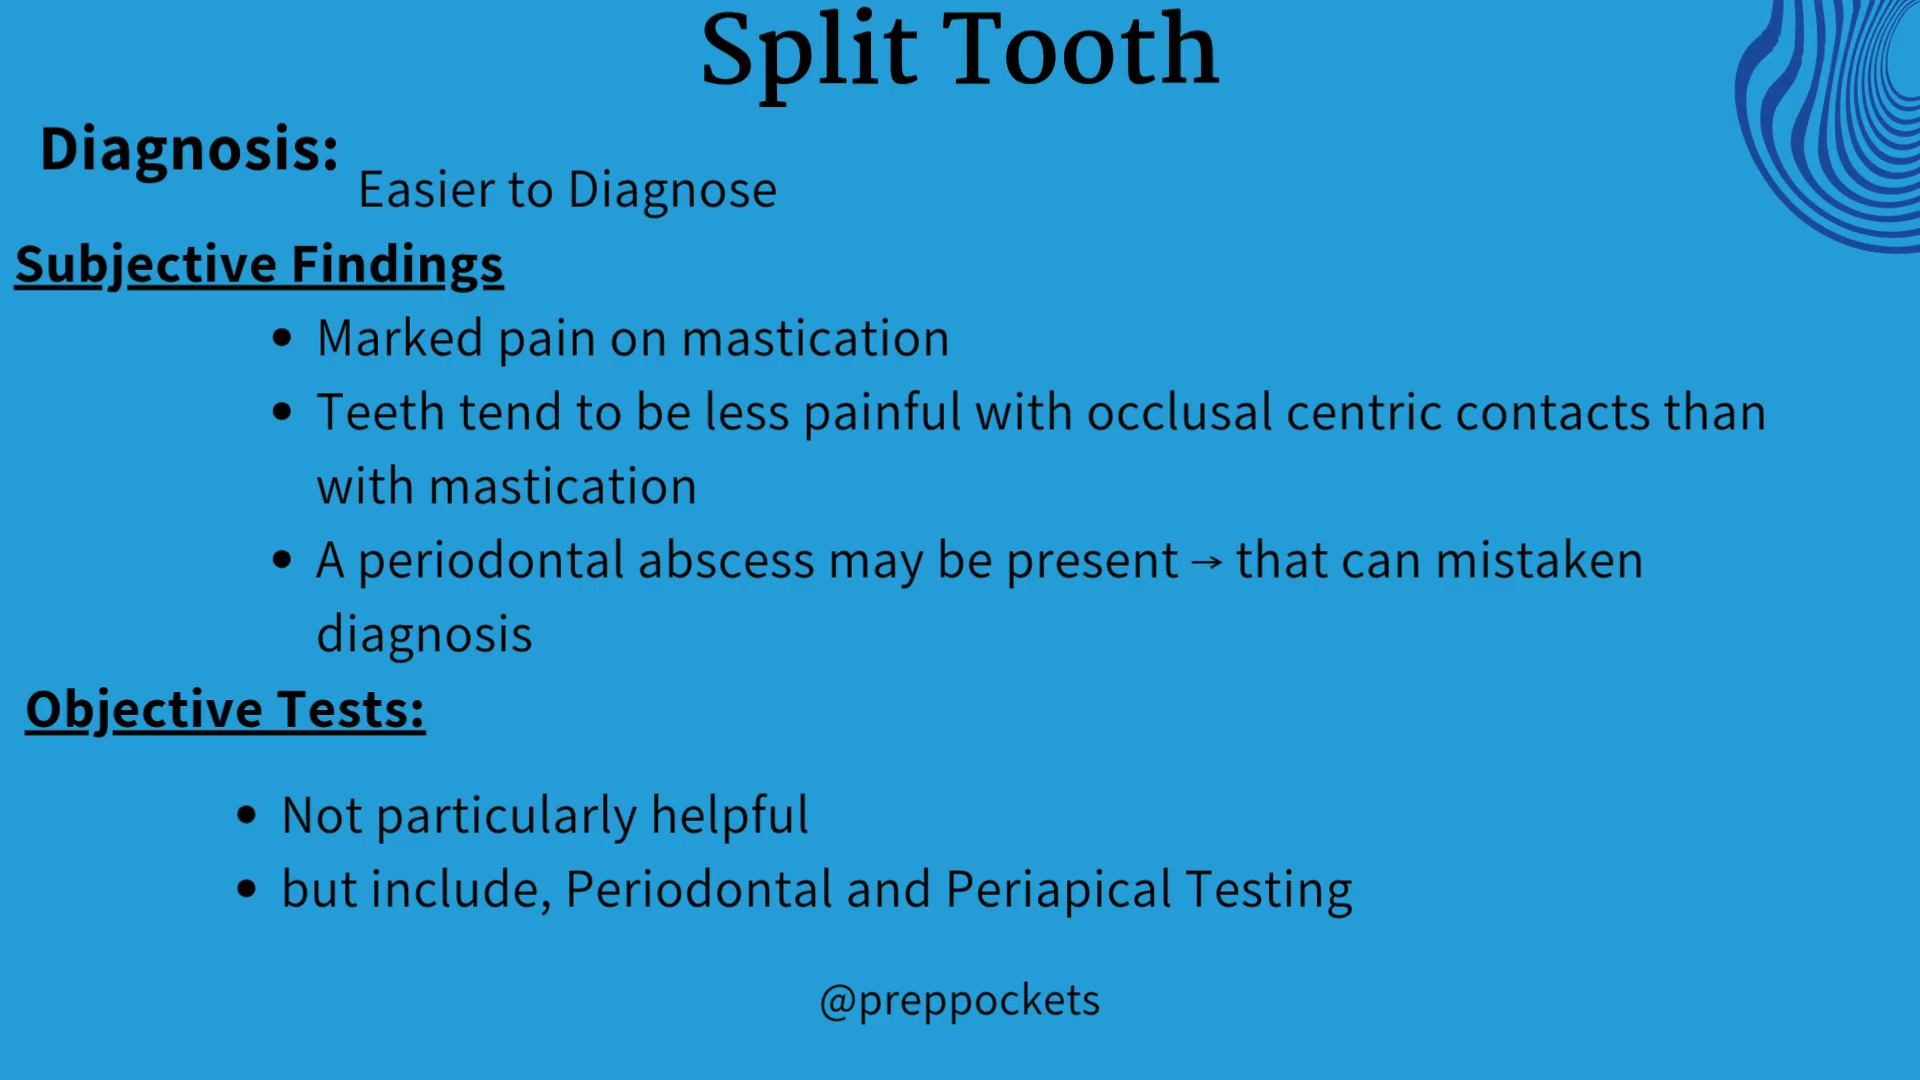 Split Tooth
Diagnosis:
Easier to Diagnose
Subjective Findings
• Marked pain on mastication
• Teeth tend to be less painful with occlusal centric contacts than
with mastication
• A periodontal abscess may be present → that can mistaken
diagnosis
Objective Tests:
• Not particularly helpful
• but include, Periodontal and Periapical Testing
@preppockets